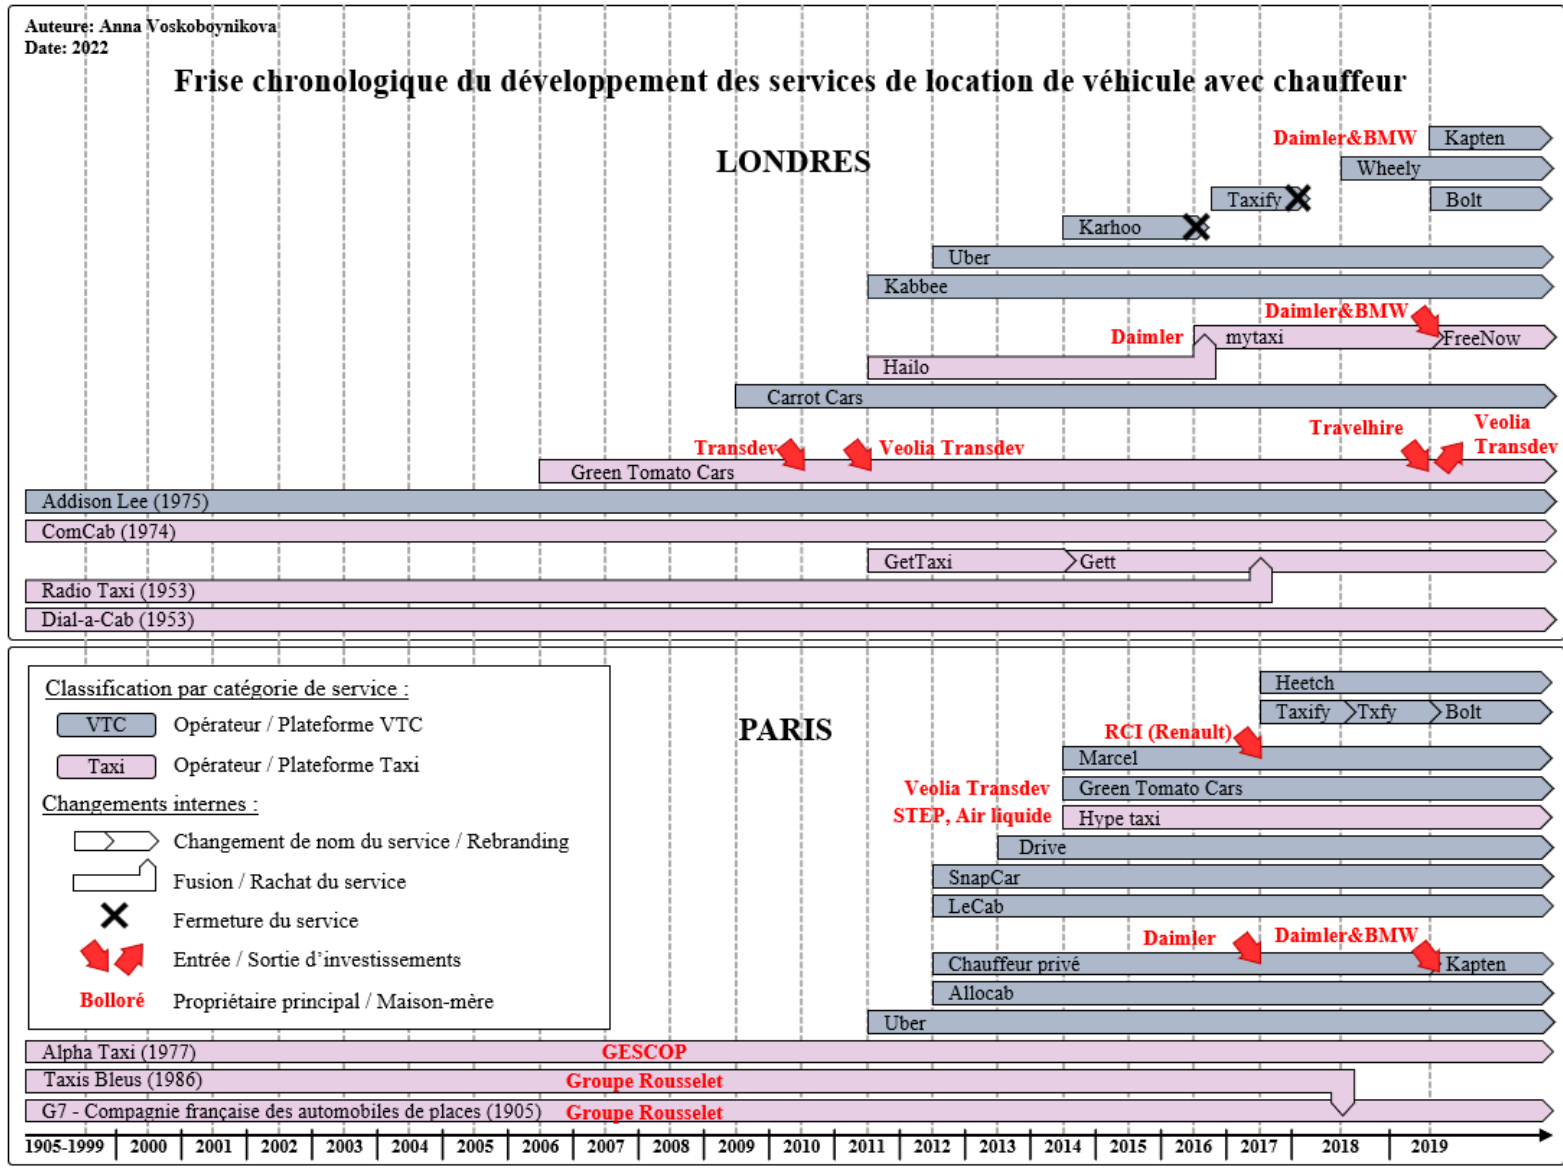 Auteure: Anna Voskoboynikova
Date: 2022
Frise chronologique du développement des services de location de véhicule avec chauffeur
LONDRES
Daimler&BMW
Kapten
Wheely
Taxify
Bolt
Karhoo
Uber
Kabbee
Daimler&BMW
Daimler
mytaxi
FreeNow
Hailo
Carrot Cars
Transdev
Veolia Transdev
Travelhire
Veolia
Transdev
Green Tomato Cars
Addison Lee (1975)
ComCab (1974)
GetTaxi
Gett
Radio Taxi (1953)
Dial-a-Cab (1953)
Classification par catégorie de service :
VTC
Opérateur / Plateforme VTC
Taxi
Opérateur / Plateforme Taxi
Changements internes :
Changement de nom du service / Rebranding
Fusion / Rachat du service
Fermeture du service
Entrée / Sortie d’investissements
Bolloré
Propriétaire principal / Maison-mère
PARIS
Heetch
Taxify
Txfy
Bolt
RCI (Renault)
Marcel
Veolia Transdev
Green Tomato Cars
STEP, Air liquide
Hype taxi
Drive
SnapCar
LeCab
Daimler
Daimler&BMW
Chauffeur privé
Kapten
Allocab
Uber
Alpha Taxi (1977)
GESCOP
Taxis Bleus (1986)
Groupe Rousselet
G7 - Compagnie française des automobiles de places (1905)
Groupe Rousselet
1905-1999 2000 2001 2002 2003 2004 2005 2006 2007 2008 2009 2010 2011 2012 2013 2014 2015 2016 2017 2018 2019